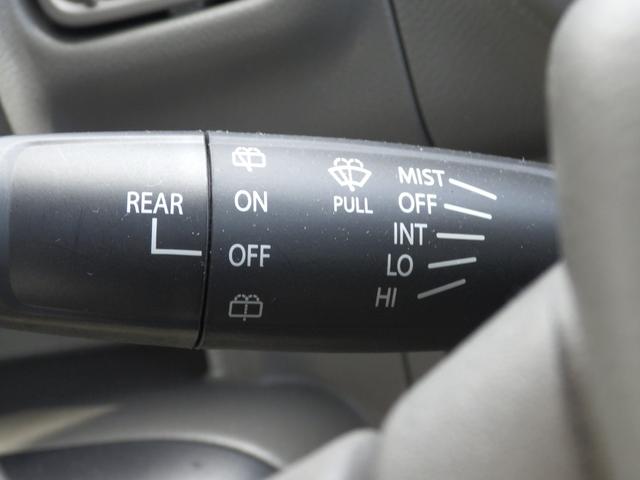 REAR
ON
OFF
PULL
MIST
OFF
INT
LO
HI